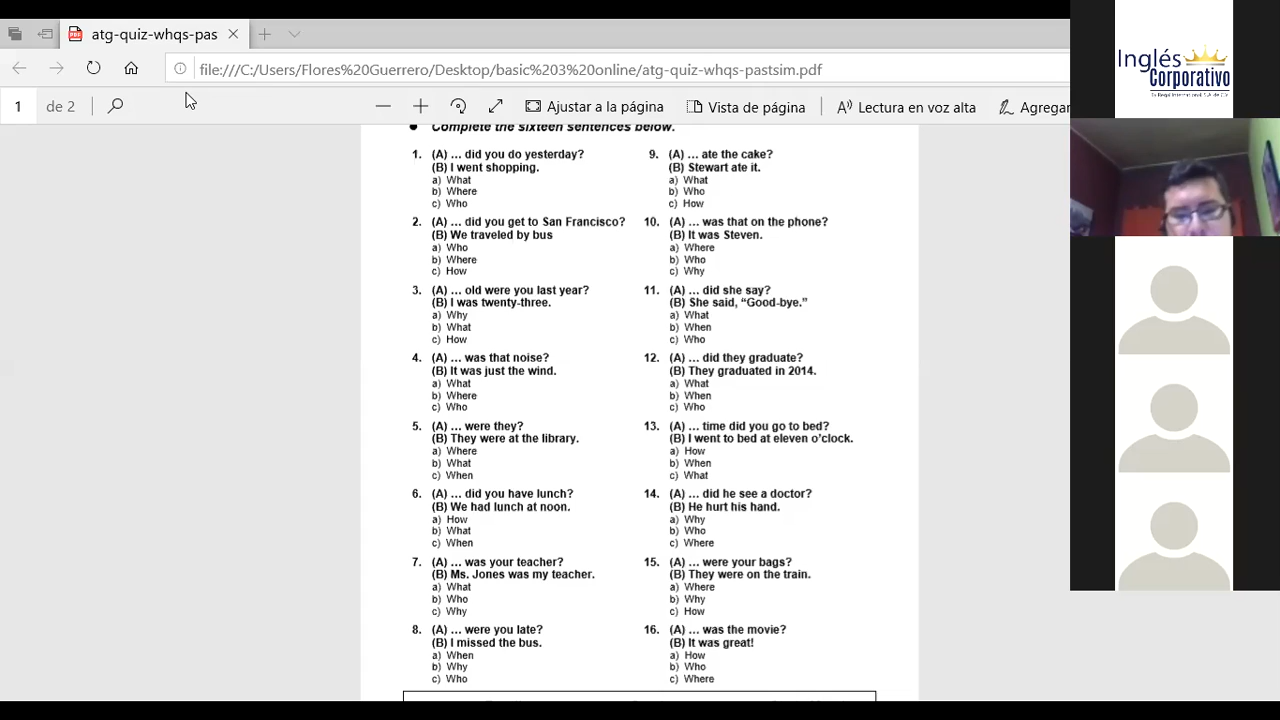 atg-quiz-whqs-pas
file:///C:/Users/Flores%20Guerrero/Desktop/basic%203%20online/atg-quiz-whqs-pastsim.pdf
1 de 2
Ajustar a la página
Vista de página
Lectura en voz alta
Agregar
Complete the sixteen sentences below.
1. (A) ... did you do yesterday?
(B) I went shopping.
a) What
b) Where
c) Who
2. (A) ... did you get to San Francisco?
(B) We traveled by bus
a) Who
b) Where
c) How
3. (A) ... old were you last year?
(B) I was twenty-three.
a) Why
b) What
c) How
4. (A) ... was that noise?
(B) It was just the wind.
a) What
b) Where
c) Who
5. (A) ... were they?
(B) They were at the library.
a) Where
b) What
c) When
6. (A) ... did you have lunch?
(B) We had lunch at noon.
a) How
b) What
c) When
7. (A) ... was your teacher?
(B) Ms. Jones was my teacher.
a) What
b) Who
c) Why
8. (A) ... were you late?
(B) I missed the bus.
a) When
b) Why
c) Who
9. (A) ... ate the cake?
(B) Stewart ate it.
a) What
b) Who
c) How
10. (A) ... was that on the phone?
(B) It was Steven.
a) Where
b) Who
c) Why
11. (A) ... did she say?
(B) She said, “Good-bye.”
a) What
b) When
c) Who
12. (A) ... did they graduate?
(B) They graduated in 2014.
a) What
b) When
c) Who
13. (A) ... time did you go to bed?
(B) I went to bed at eleven o’clock.
a) How
b) When
c) What
14. (A) ... did he see a doctor?
(B) He hurt his hand.
a) Why
b) Who
c) Where
15. (A) ... were your bags?
(B) They were on the train.
a) Where
b) Why
c) How
16. (A) ... was the movie?
(B) It was great!
a) How
b) Who
c) Where
Inglés
Corporativo